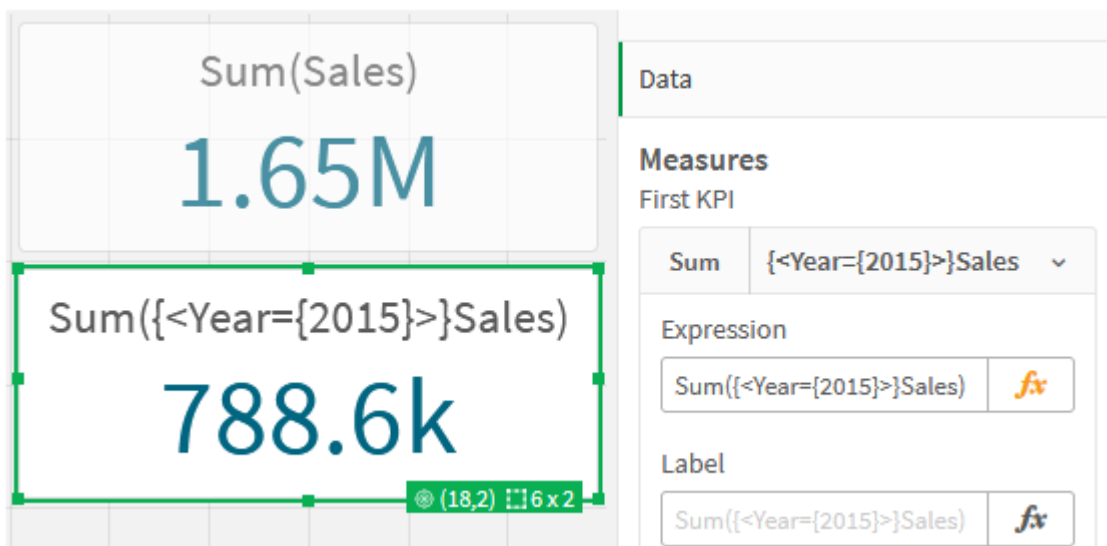 Sum(Sales)
1.65M
Sum({<Year={2015}>}Sales)
788.6k
(18,2) 6 x 2
Data
Measures
First KPI
Sum {<Year={2015}>}Sales
Expression
Sum({<Year={2015}>}Sales) fx
Label
Sum({<Year={2015}>}Sales) fx